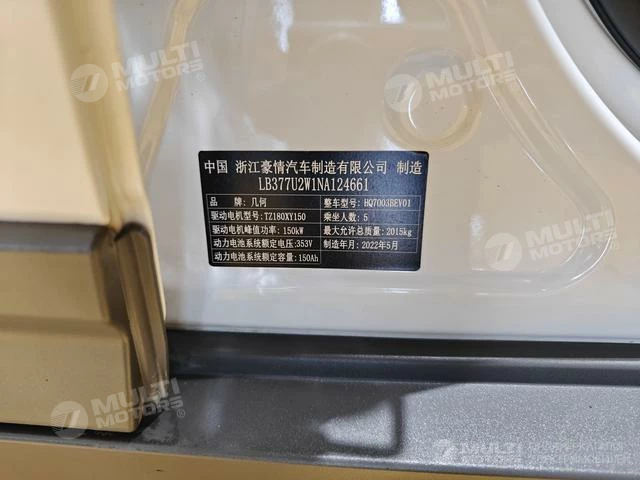 MULTI
MOTORS®
MULTI
MOTORS®
中国 浙江豪情汽车制造有限公司 制造
LB377U2W1NA124661
品牌:几何 整车型号:HQ7003BEV01
驱动电机型号:TZ180XY150 乘坐人数:5
驱动电机峰值功率:150kW 最大允许总质量:2015kg
动力电池系统额定电压:353V 制造年月:2022年5月
动力电池系统额定容量:150Ah
MULTI
MOTORS®
MULTI
MOTORS®
MULTI
MOTORS